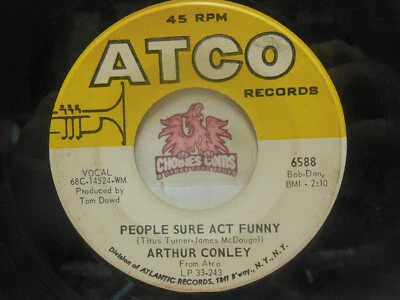 45 RPM
ATCO
RECORDS
CHOONES COMS
VOCAL
68C-14524-WM
Produced by
Tom Dowd
6588
Bob-Dan,
BMI - 2:10
PEOPLE SURE ACT FUNNY
(Titus Turner-James McDougal)
ARTHUR CONLEY
From Atco
LP 33-243
Division of ATLANTIC RECORDS, 1841 B'way., N.Y., N.Y.